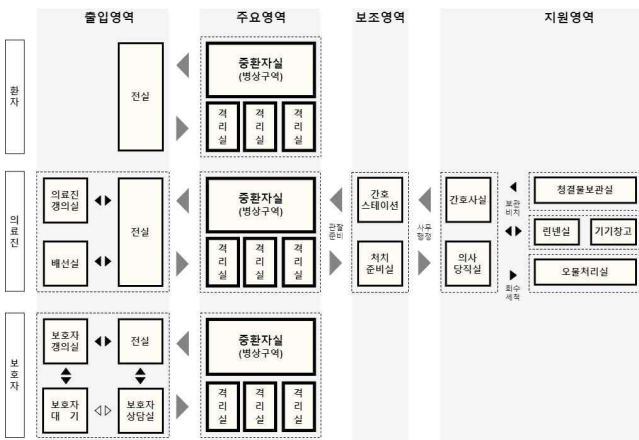 출입영역
주요영역
보조영역
지원영역
환자
전실
중환자실
(병상구역)
격리실
격리실
격리실
의료진
의료진
갱의실
배선실
전실
중환자실
(병상구역)
격리실
격리실
격리실
관찰
준비
간호
스테이션
처치
준비실
사무
행정
간호사실
의사
당직실
보관
비치
회수
세척
청결물보관실
린넨실
기기창고
오물처리실
보호자
보호자
갱의실
전실
보호자
대 기
보호자
상담실
중환자실
(병상구역)
격리실
격리실
격리실